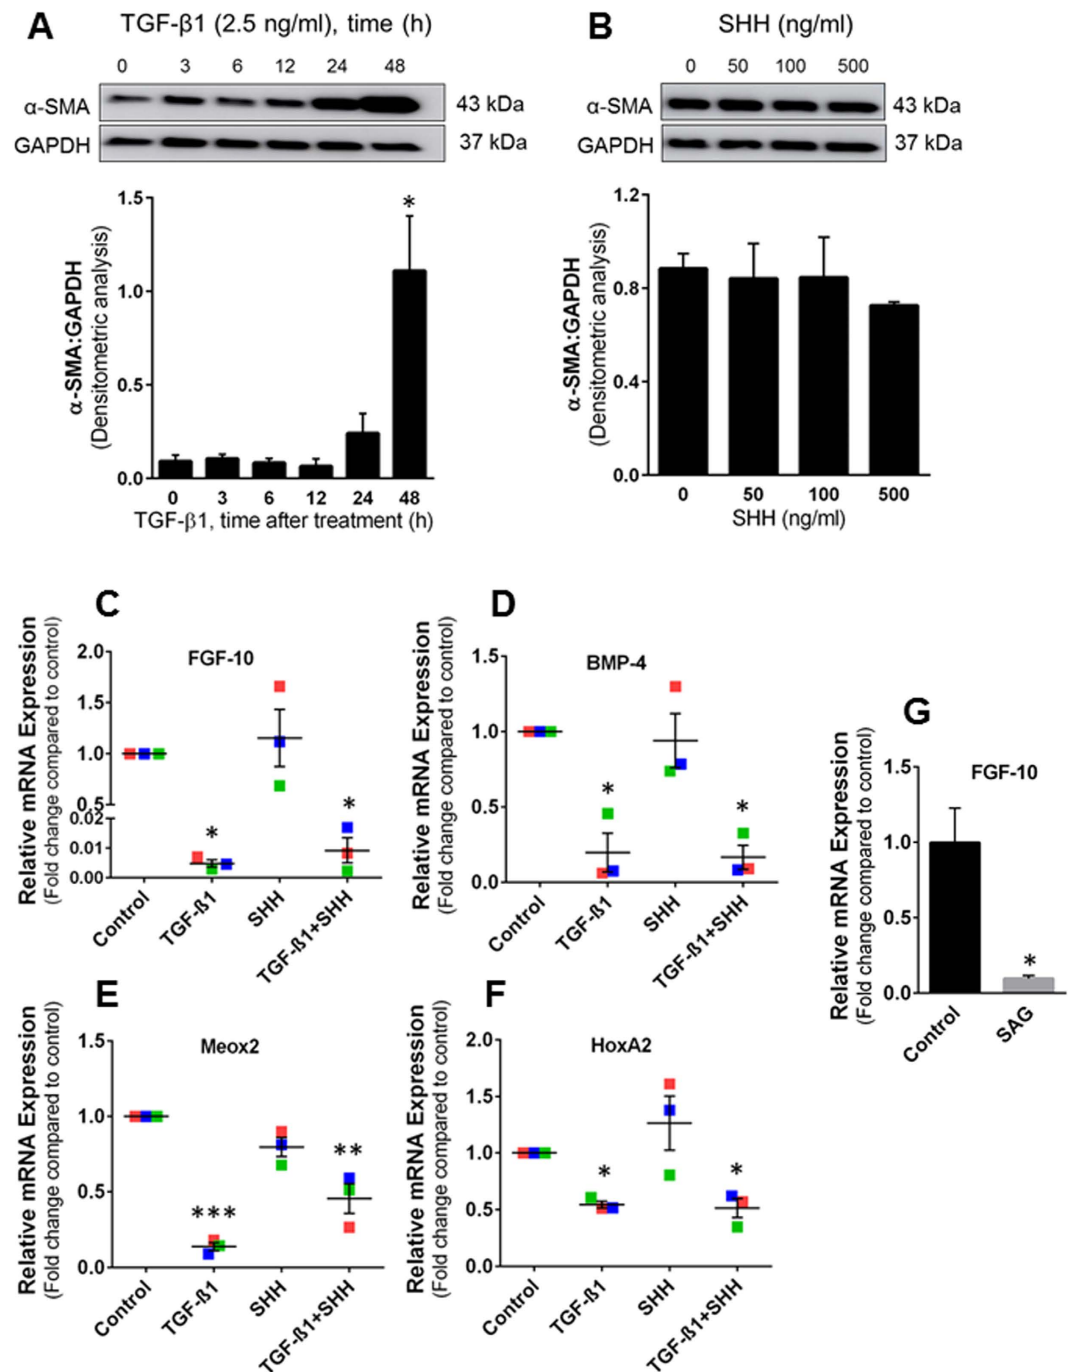 A
TGF-β1 (2.5 ng/ml), time (h)
0 3 6 12 24 48
α-SMA 43 kDa
GAPDH 37 kDa
1.5
1.0
0.5
0.0
α-SMA:GAPDH
(Densitometric analysis)
*
0 3 6 12 24 48
TGF-β1, time after treatment (h)
B
SHH (ng/ml)
0 50 100 500
α-SMA 43 kDa
GAPDH 37 kDa
1.2
0.8
0.4
0.0
α-SMA:GAPDH
(Densitometric analysis)
0 50 100 500
SHH (ng/ml)
C
FGF-10
Relative mRNA Expression
(Fold change compared to control)
2.0
1.5
1.0
0.5
0.02
0.01
0.00
* *
Control TGF-ß1 SHH TGF-ß1+SHH
D
BMP-4
Relative mRNA Expression
(Fold change compared to control)
1.5
1.0
0.5
0.0
* *
Control TGF-ß1 SHH TGF-ß1+SHH
G
FGF-10
Relative mRNA Expression
(Fold change compared to control)
1.5
1.0
0.5
0.0
*
Control SAG
E
Meox2
Relative mRNA Expression
(Fold change compared to control)
1.5
1.0
0.5
0.0
*** **
Control TGF-ß1 SHH TGF-ß1+SHH
F
HoxA2
Relative mRNA Expression
(Fold change compared to control)
2.0
1.5
1.0
0.5
0.0
* *
Control TGF-ß1 SHH TGF-ß1+SHH